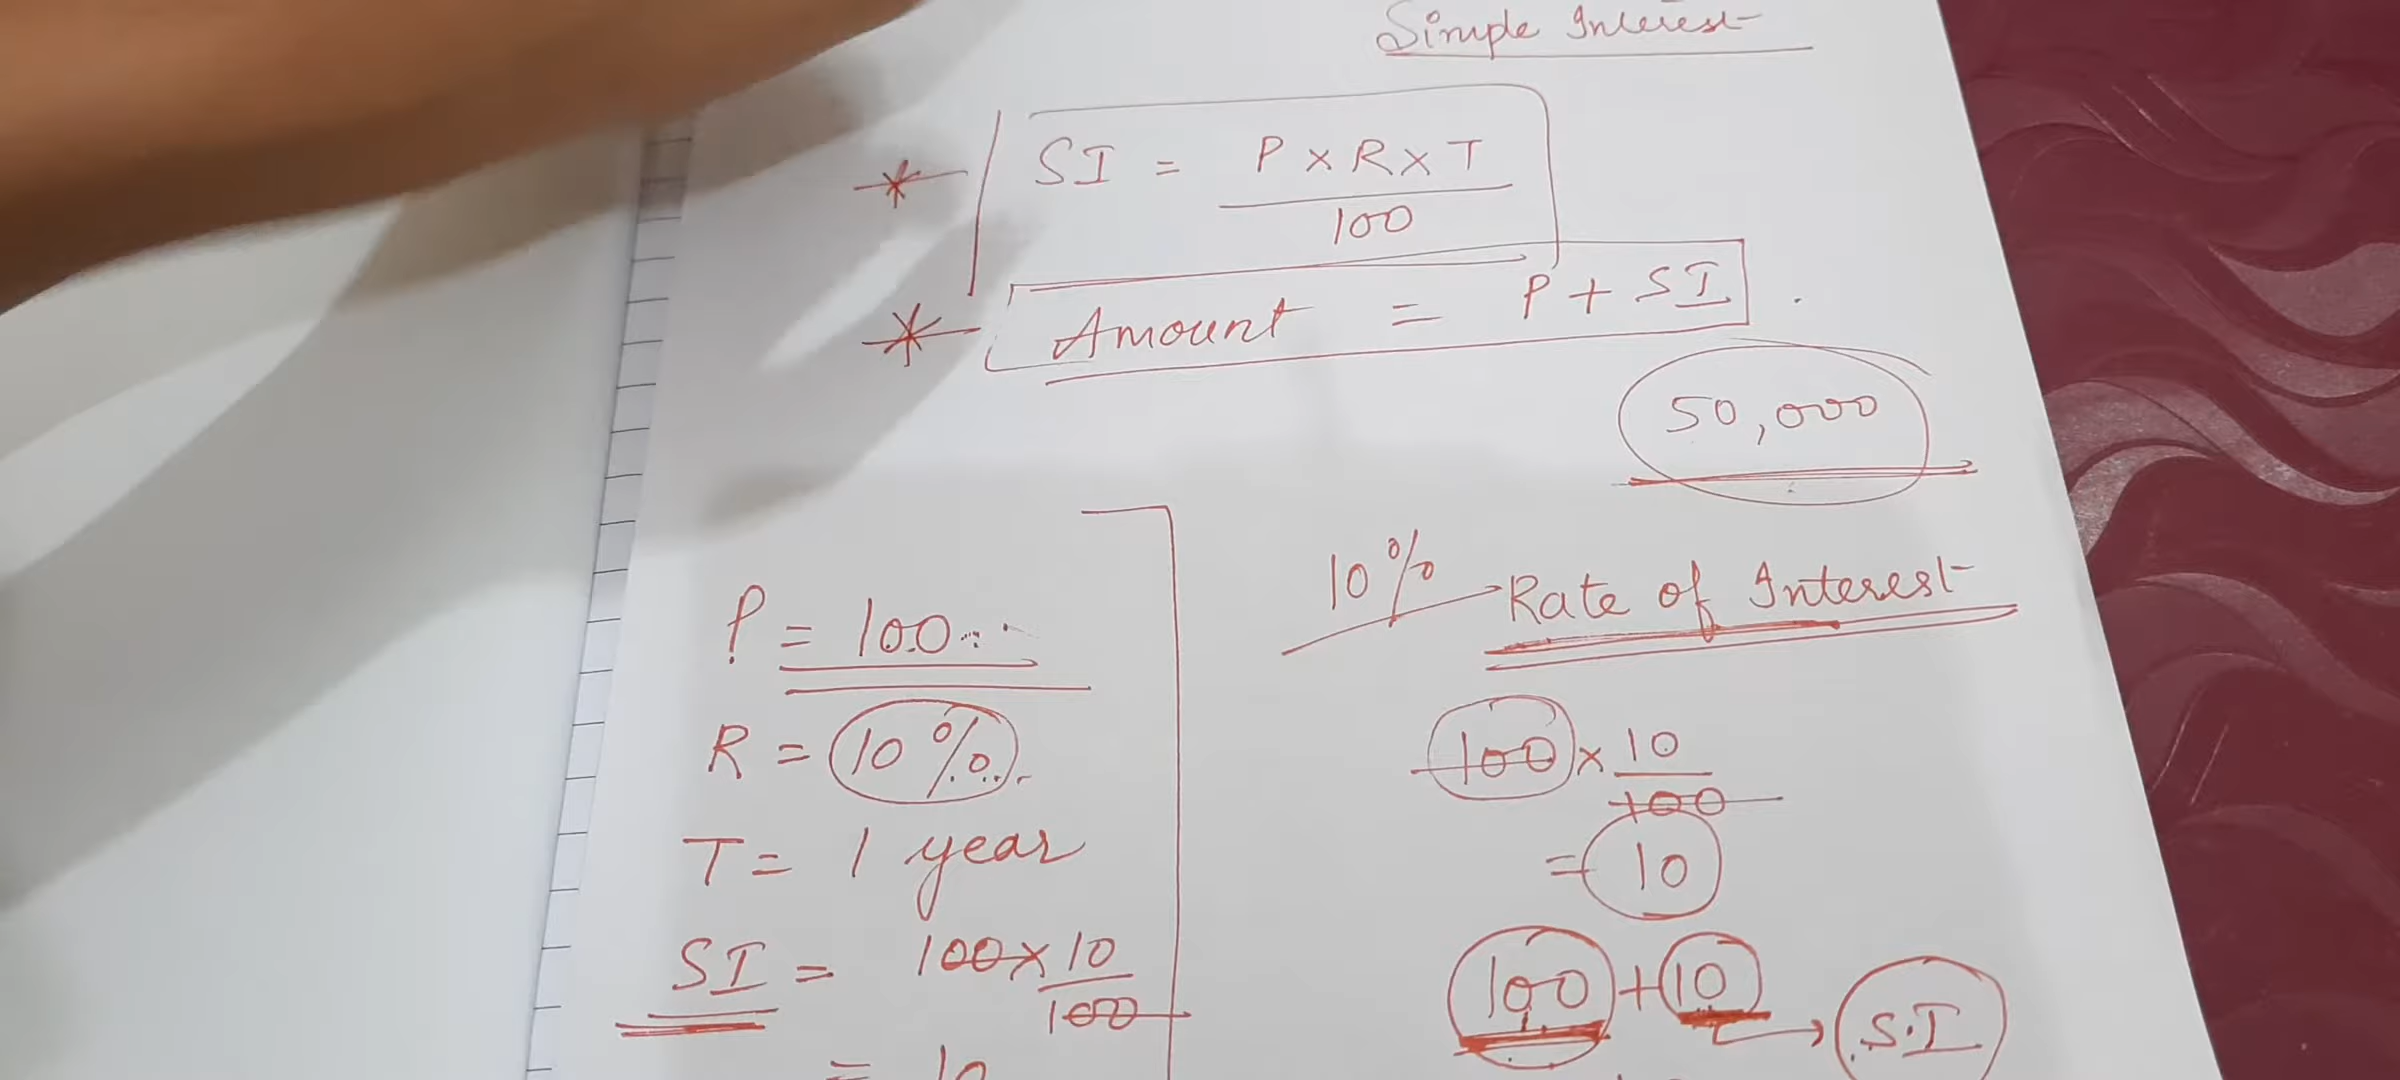 Simple Interest
* SI = P × R × T
100
* Amount = P + SI
50,000
P = 100
R = 10%
T = 1 year
SI = 100 × 10
100
= 10
10% Rate of Interest
100 × 10
100
= 10
100 + 10 → S.I